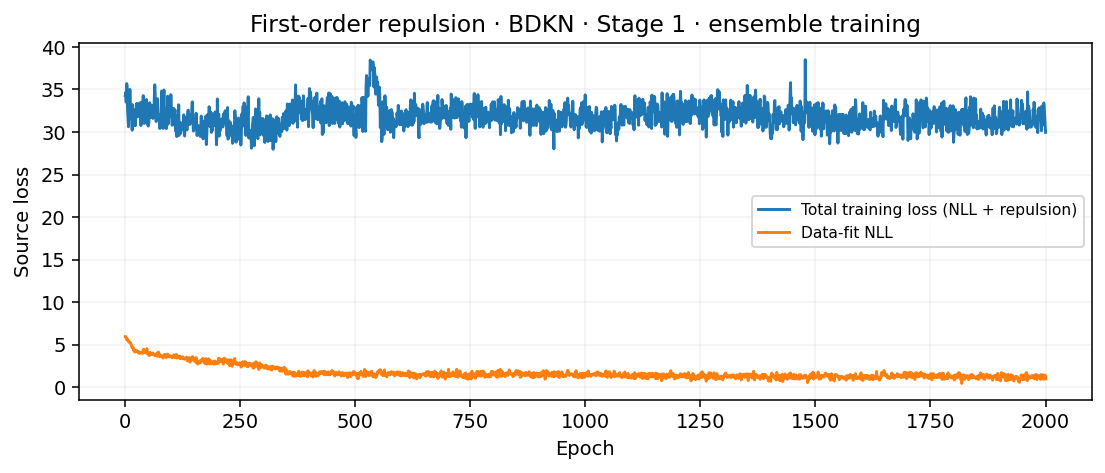 First-order repulsion · BDKN · Stage 1 · ensemble training
40
35
30
25
20
15
10
5
0
Source loss
Total training loss (NLL + repulsion)
Data-fit NLL
0 250 500 750 1000 1250 1500 1750 2000
Epoch